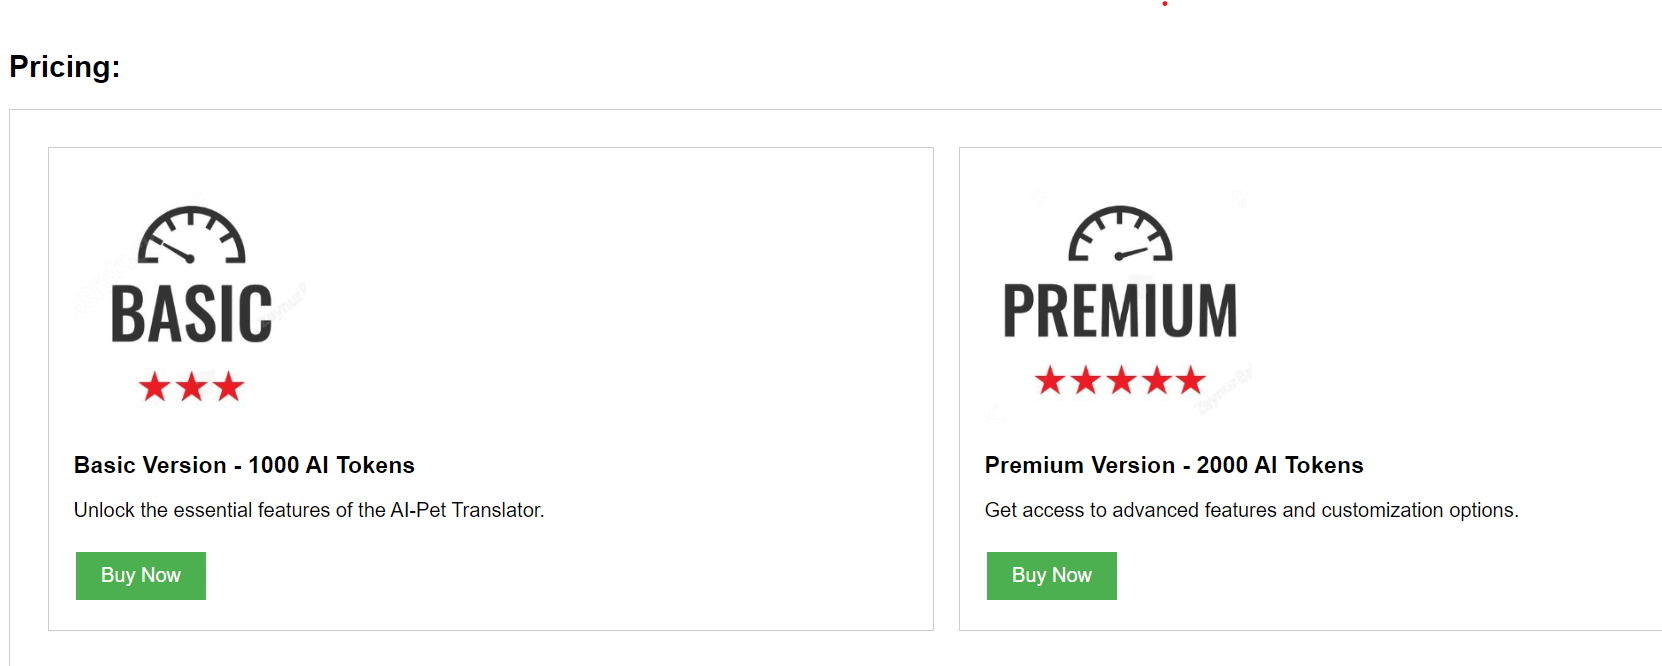 Pricing:
BASIC
Basic Version - 1000 AI Tokens
Unlock the essential features of the AI-Pet Translator.
Buy Now
PREMIUM
Premium Version - 2000 AI Tokens
Get access to advanced features and customization options.
Buy Now